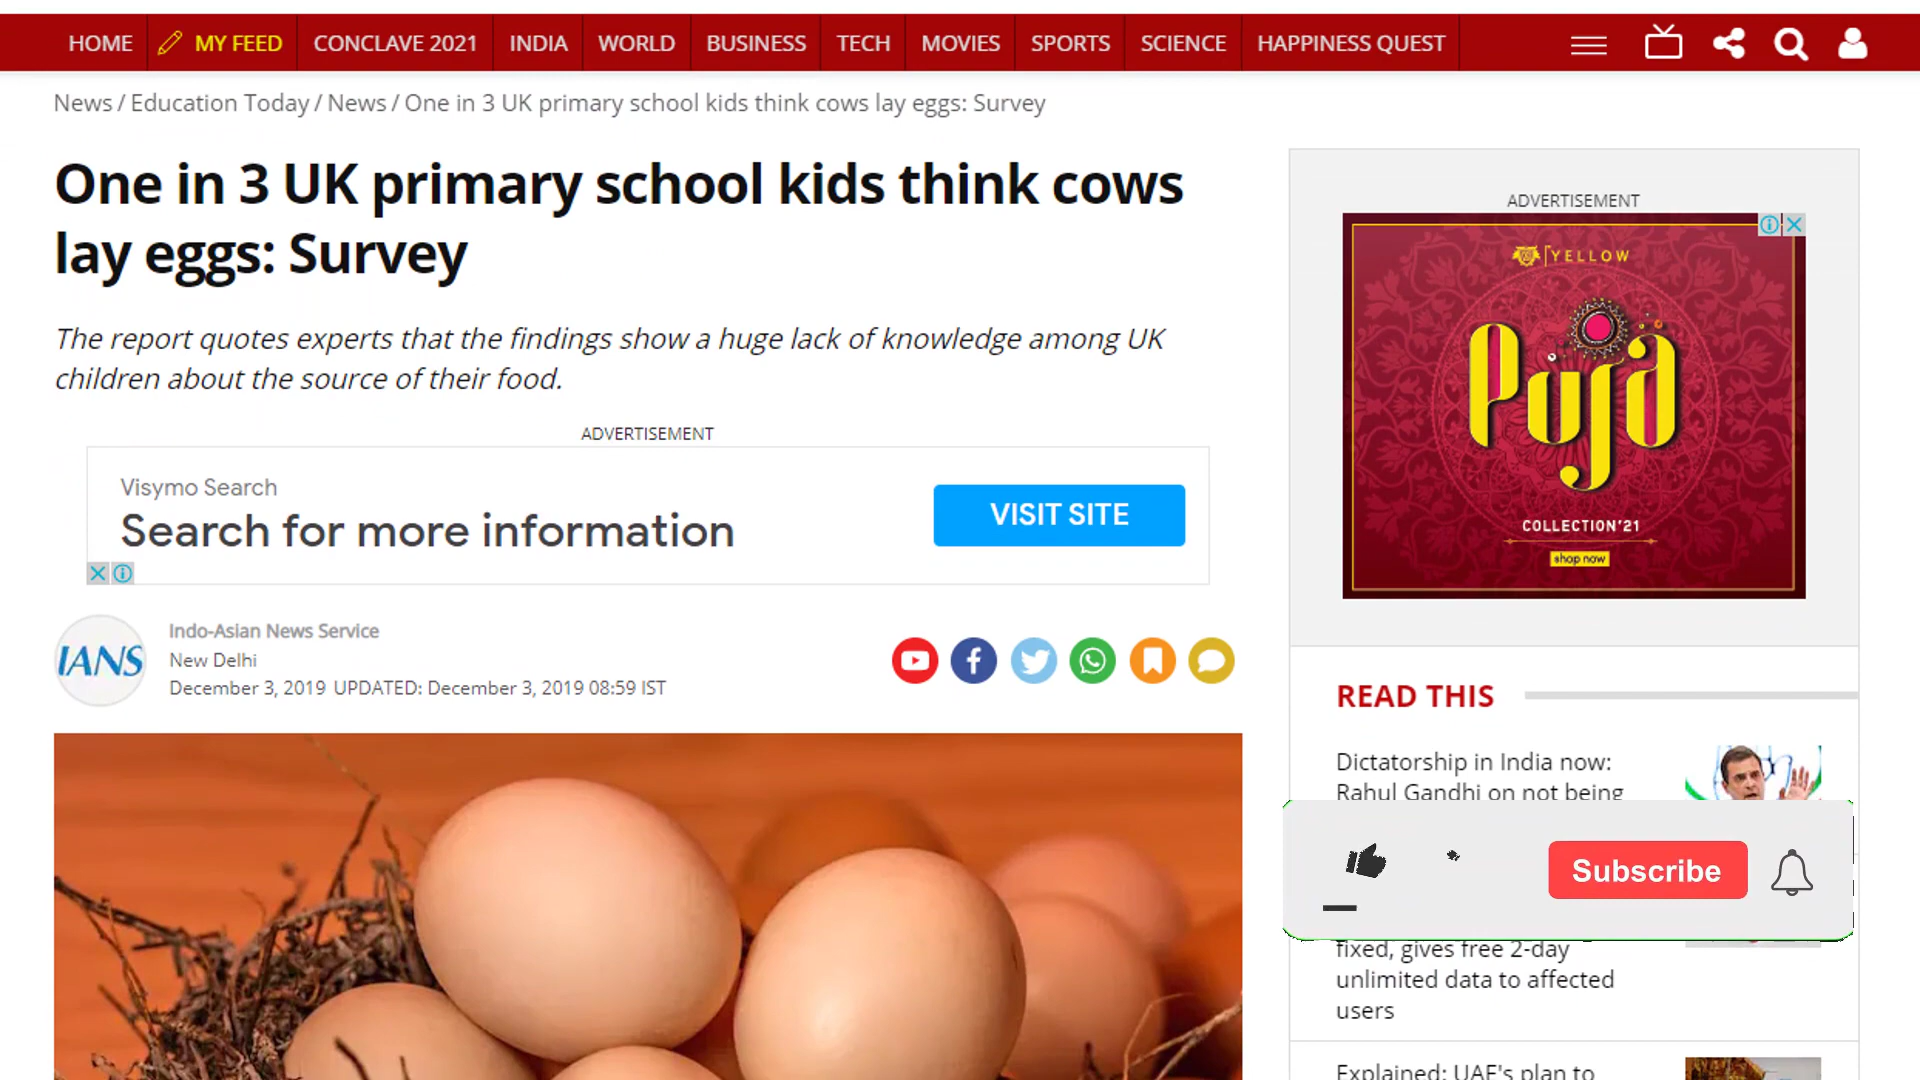 HOME MY FEED CONCLAVE 2021 INDIA WORLD BUSINESS TECH MOVIES SPORTS SCIENCE HAPPINESS QUEST
News / Education Today / News / One in 3 UK primary school kids think cows lay eggs: Survey
One in 3 UK primary school kids think cows
lay eggs: Survey
The report quotes experts that the findings show a huge lack of knowledge among UK
children about the source of their food.
ADVERTISEMENT
Visymo Search
Search for more information
VISIT SITE
IANS
Indo-Asian News Service
New Delhi
December 3, 2019 UPDATED: December 3, 2019 08:59 IST
ADVERTISEMENT
YELLOW
Puja
COLLECTION'21
shop now
READ THIS
Dictatorship in India now:
Rahul Gandhi on not being
Subscribe
fixed, gives free 2-day
unlimited data to affected
users
Explained: UAE's plan to